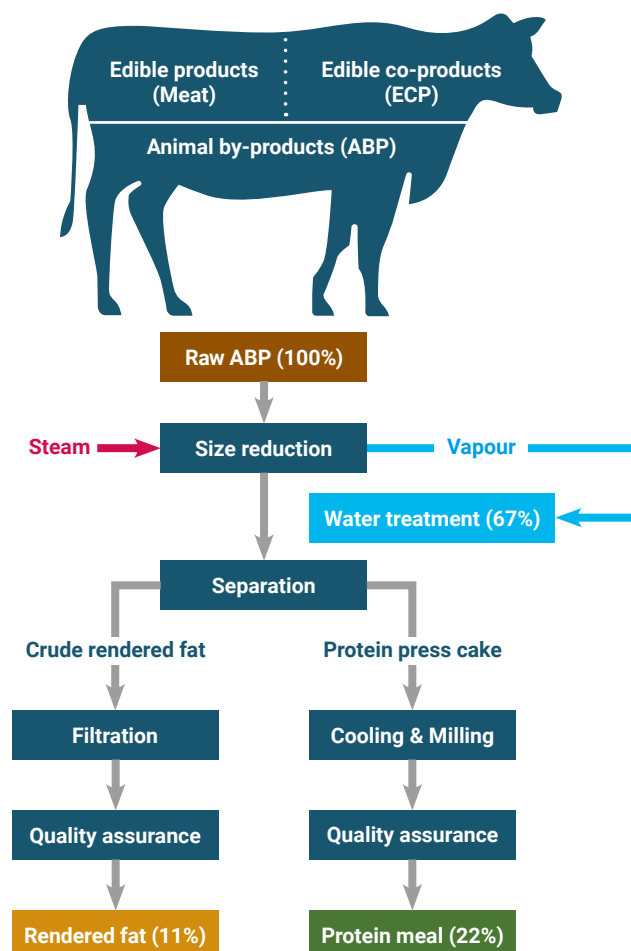 Edible products
(Meat)
Edible co-products
(ECP)
Animal by-products (ABP)
Raw ABP (100%)
Steam
Size reduction
Vapour
Water treatment (67%)
Separation
Crude rendered fat
Protein press cake
Filtration
Cooling & Milling
Quality assurance
Quality assurance
Rendered fat (11%)
Protein meal (22%)